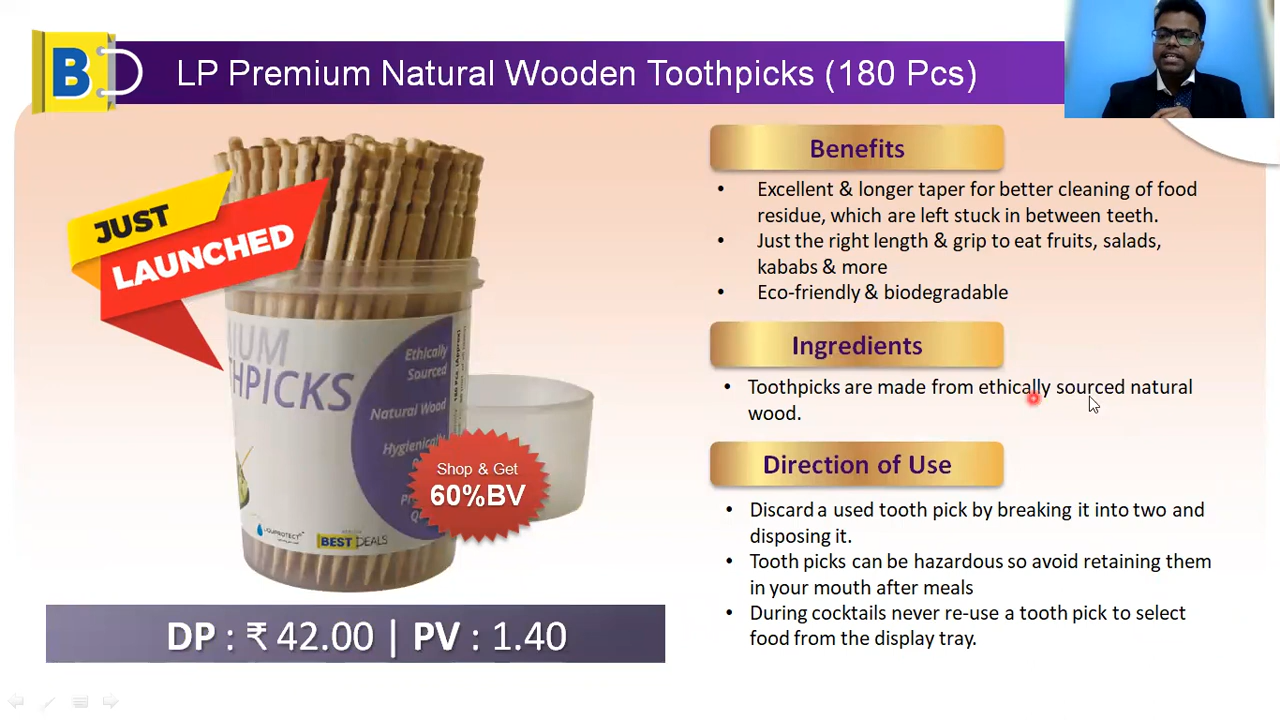 B
LP Premium Natural Wooden Toothpicks (180 Pcs)
JUST
LAUNCHED
Ethically
Sourced
Natural Wood
Hygienically
180 Pcs. (Approx)
LIQUIPROTECT
BEST DEALS
Shop & Get
60%BV
DP : ₹ 42.00 | PV : 1.40
Benefits
• Excellent & longer taper for better cleaning of food
residue, which are left stuck in between teeth.
• Just the right length & grip to eat fruits, salads,
kababs & more
• Eco-friendly & biodegradable
Ingredients
• Toothpicks are made from ethically sourced natural
wood.
Direction of Use
• Discard a used tooth pick by breaking it into two and
disposing it.
• Tooth picks can be hazardous so avoid retaining them
in your mouth after meals
• During cocktails never re-use a tooth pick to select
food from the display tray.